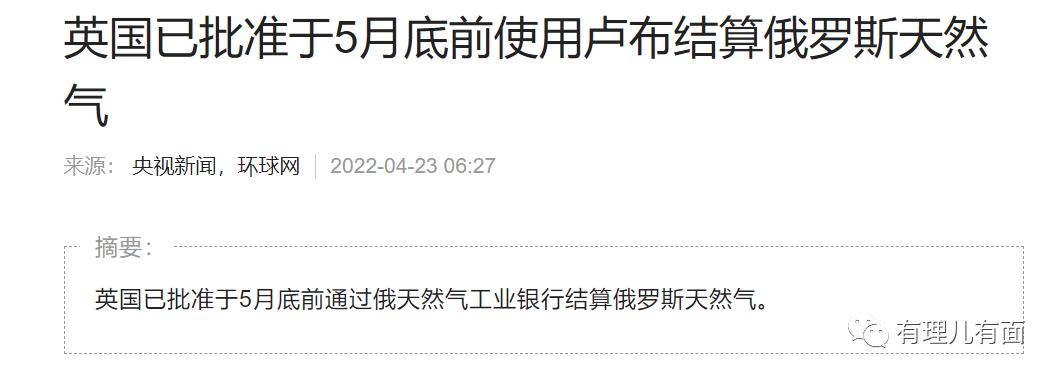 英国已批准于5月底前使用卢布结算俄罗斯天然
气
来源： 央视新闻，环球网 2022-04-23 06:27
摘要：
英国已批准于5月底前通过俄天然气工业银行结算俄罗斯天然气。
有理儿有面